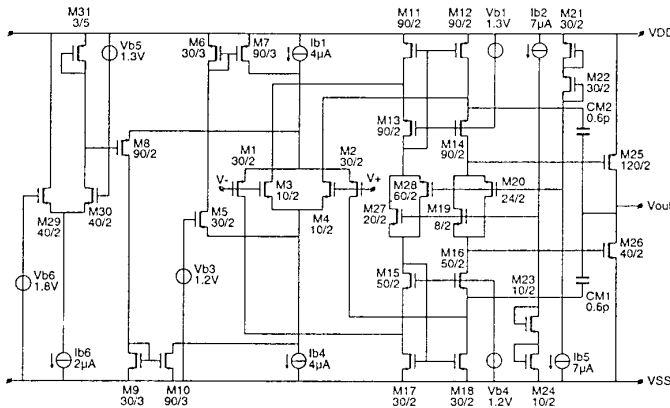 M31
3/5
Vb5
1.3V
M6
30/3
M7
90/3
Ib1
4µA
M11
90/2
M12
90/2
Vb1
1.3V
Ib2
7µA
M21
30/2
VDD
M22
30/2
CM2
0.6p
M8
90/2
M13
90/2
M14
90/2
M25
120/2
M1
30/2
M2
30/2
V-
V+
M3
10/2
M4
10/2
M28
60/2
M20
24/2
M29
40/2
M30
40/2
M5
30/2
M27
20/2
M19
8/2
Vout
M26
40/2
Vb6
1.8V
Vb3
1.2V
M15
50/2
M16
50/2
M23
10/2
CM1
0.6p
Ib6
2µA
Ib4
4µA
Ib5
7µA
VSS
M9
30/3
M10
90/3
M17
30/2
M18
30/2
Vb4
1.2V
M24
10/2